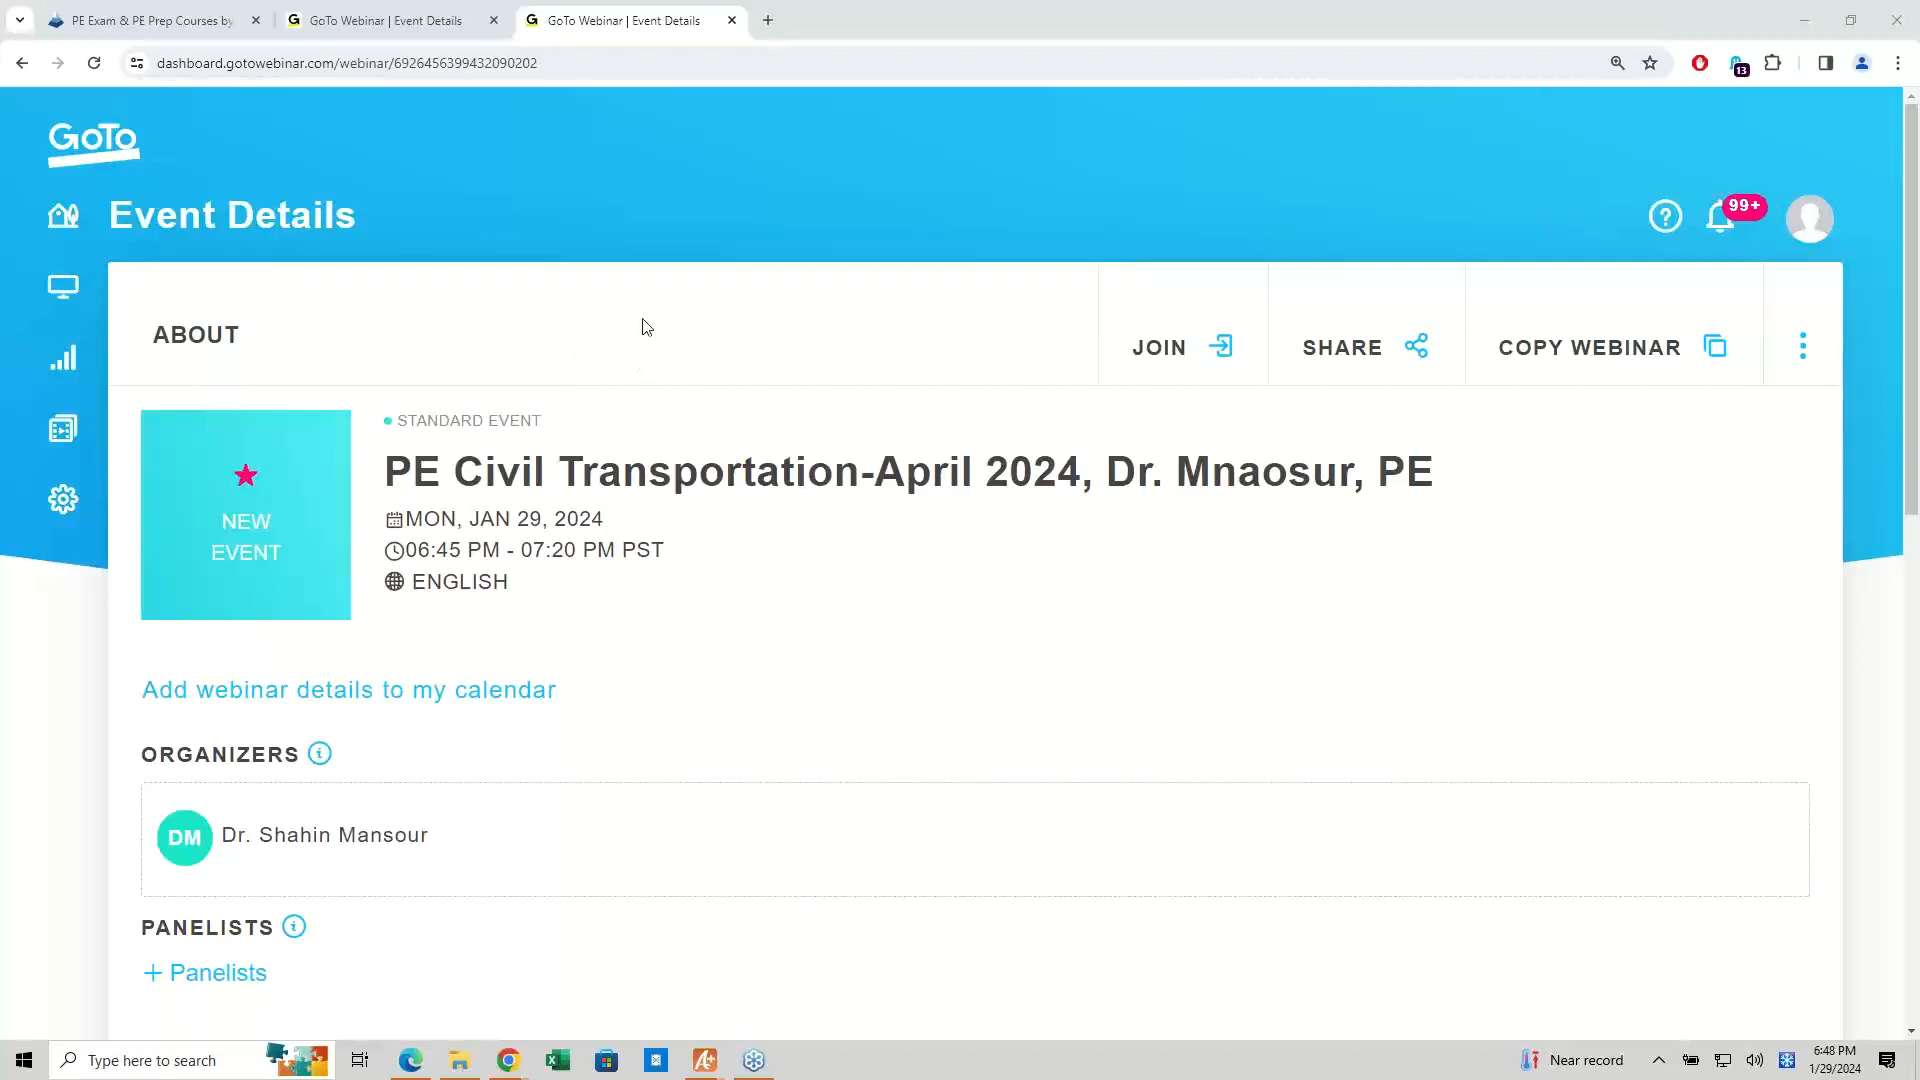 PE Exam & PE Prep Courses by
GoTo Webinar | Event Details
GoTo Webinar | Event Details
dashboard.gotowebinar.com/webinar/6926456399432090202
13
GoTo
Event Details
99+
ABOUT
JOIN
SHARE
COPY WEBINAR
NEW
EVENT
STANDARD EVENT
PE Civil Transportation-April 2024, Dr. Mnaosur, PE
MON, JAN 29, 2024
06:45 PM - 07:20 PM PST
ENGLISH
Add webinar details to my calendar
ORGANIZERS
DM
Dr. Shahin Mansour
PANELISTS
+ Panelists
Type here to search
Near record
6:48 PM
1/29/2024